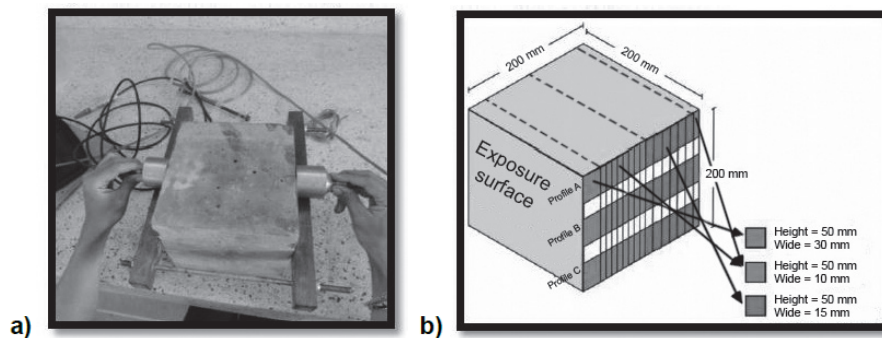 a)
b)
200 mm
200 mm
200 mm
Exposure
surface
Profile A
Profile B
Profile C
Height = 50 mm
Wide = 30 mm
Height = 50 mm
Wide = 10 mm
Height = 50 mm
Wide = 15 mm